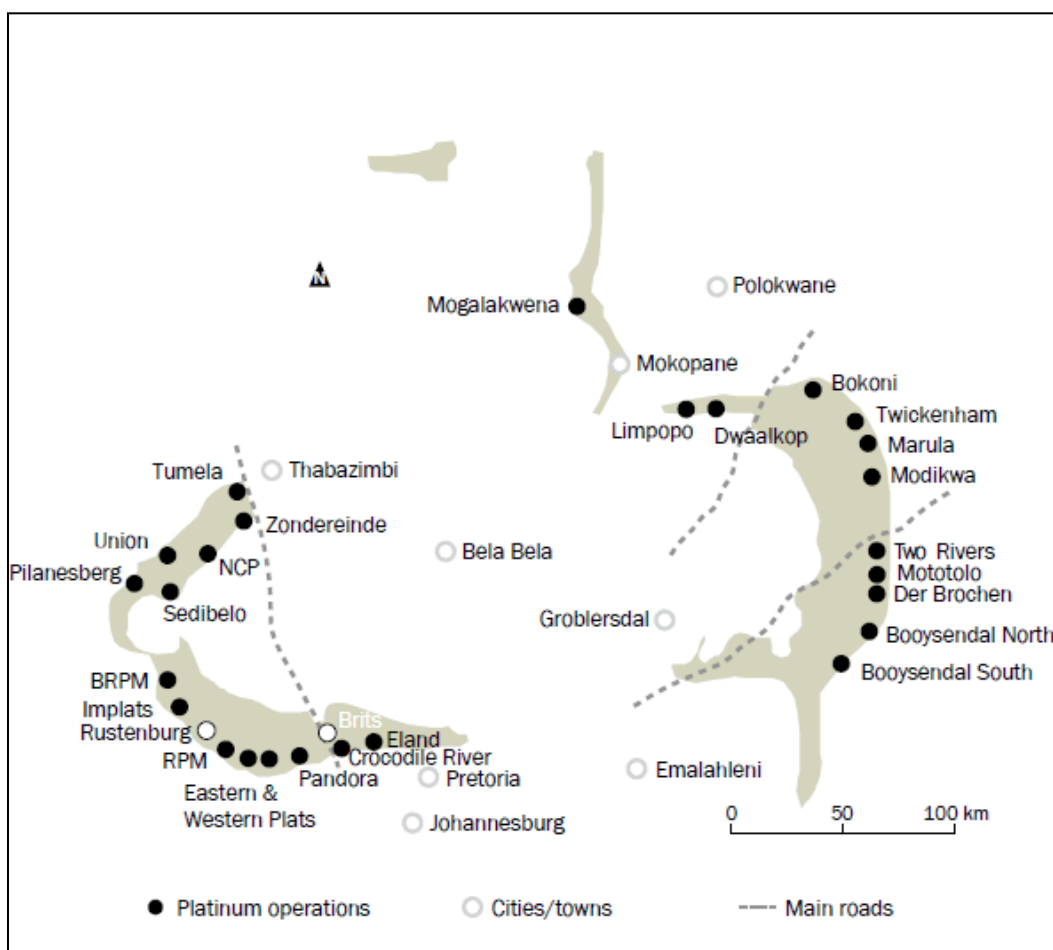 N
Polokwane
Mogalakwena
Mokopane
Bokoni
Limpopo
Dwaalkop
Twickenham
Marula
Modikwa
Tumela
Thabazimbi
Zondereinde
Union
NCP
Bela Bela
Pilanesberg
Sedibelo
Two Rivers
Mototolo
Der Brochen
Groblersdal
Booysendal North
Booysendal South
BRPM
Implats
Rustenburg
Brits
Eland
RPM
Crocodile River
Pandora
Pretoria
Emalahleni
Eastern &
Western Plats
Johannesburg
0 50 100 km
Platinum operations
Cities/towns
Main roads